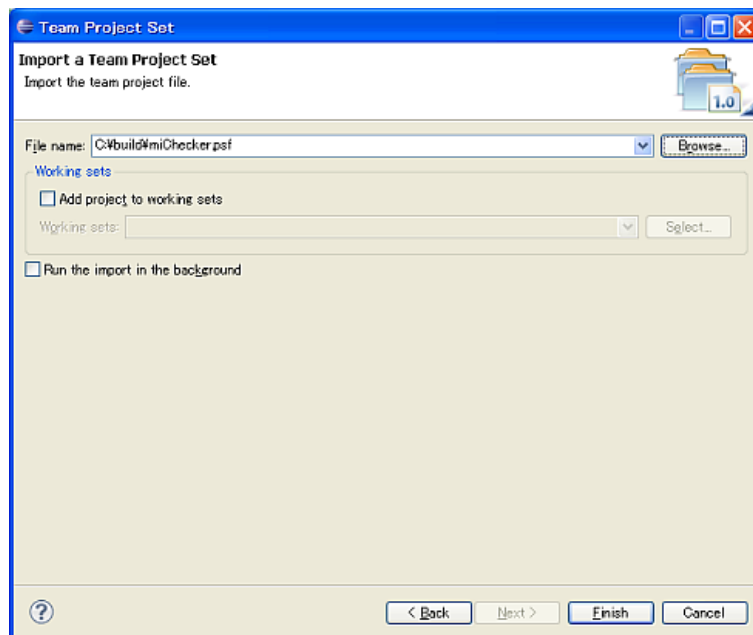 Team Project Set
Import a Team Project Set
Import the team project file.
1.0
File name: C:¥build¥miChecker.psf Browse...
Working sets
Add project to working sets
Working sets: Select...
Run the import in the background
? < Back Next > Finish Cancel